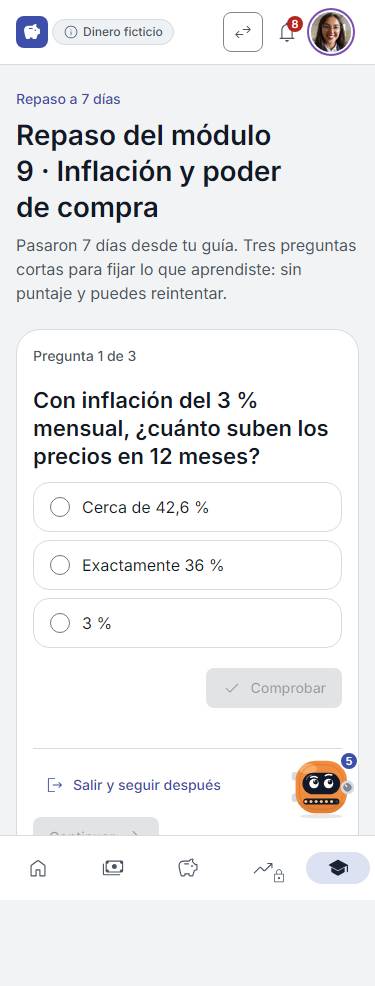 Dinero ficticio
8
Repaso a 7 días
Repaso del módulo
9 · Inflación y poder
de compra
Pasaron 7 días desde tu guía. Tres preguntas
cortas para fijar lo que aprendiste: sin
puntaje y puedes reintentar.
Pregunta 1 de 3
Con inflación del 3 %
mensual, ¿cuánto suben los
precios en 12 meses?
Cerca de 42,6 %
Exactamente 36 %
3 %
Comprobar
5
Salir y seguir después